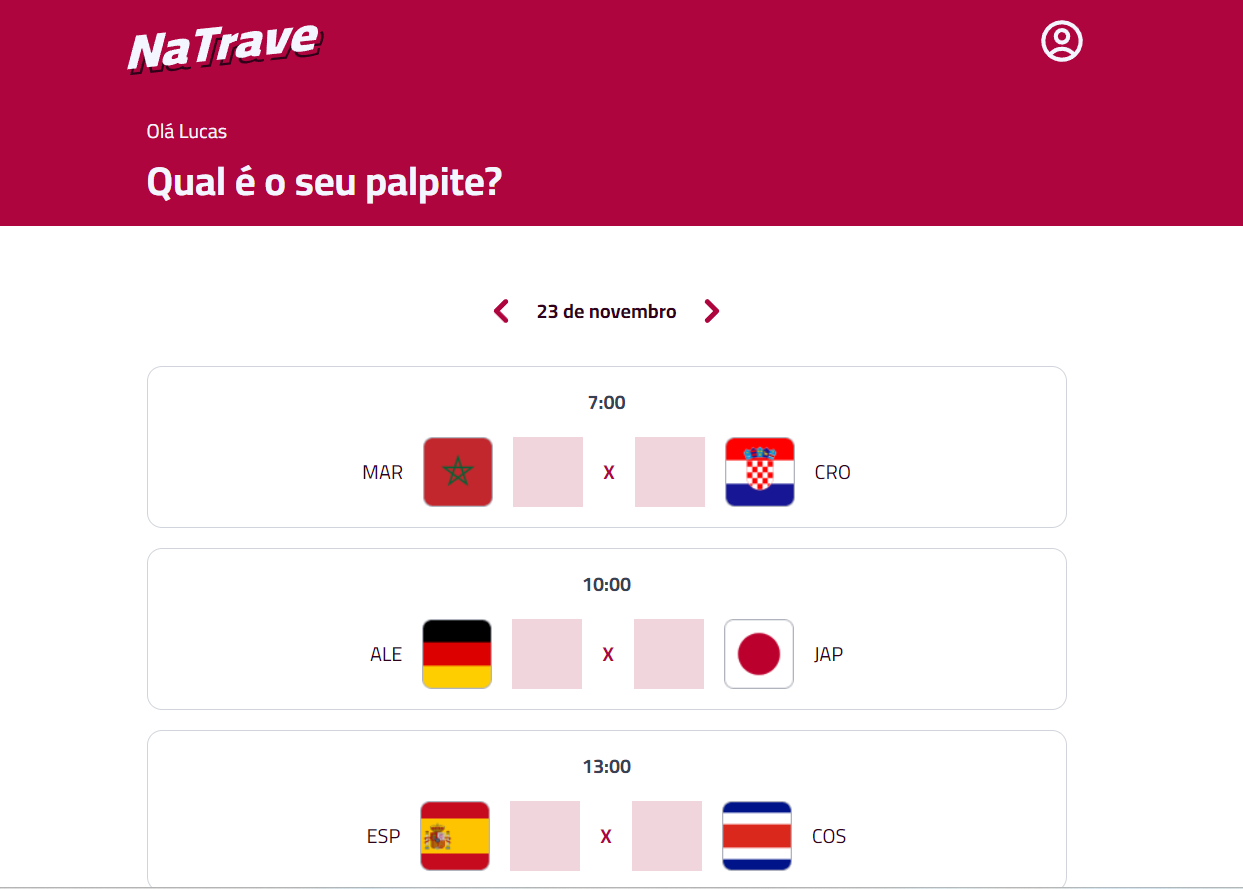 NaTrave
Olá Lucas
Qual é o seu palpite?
23 de novembro
7:00
MAR X CRO
10:00
ALE X JAP
13:00
ESP X COS